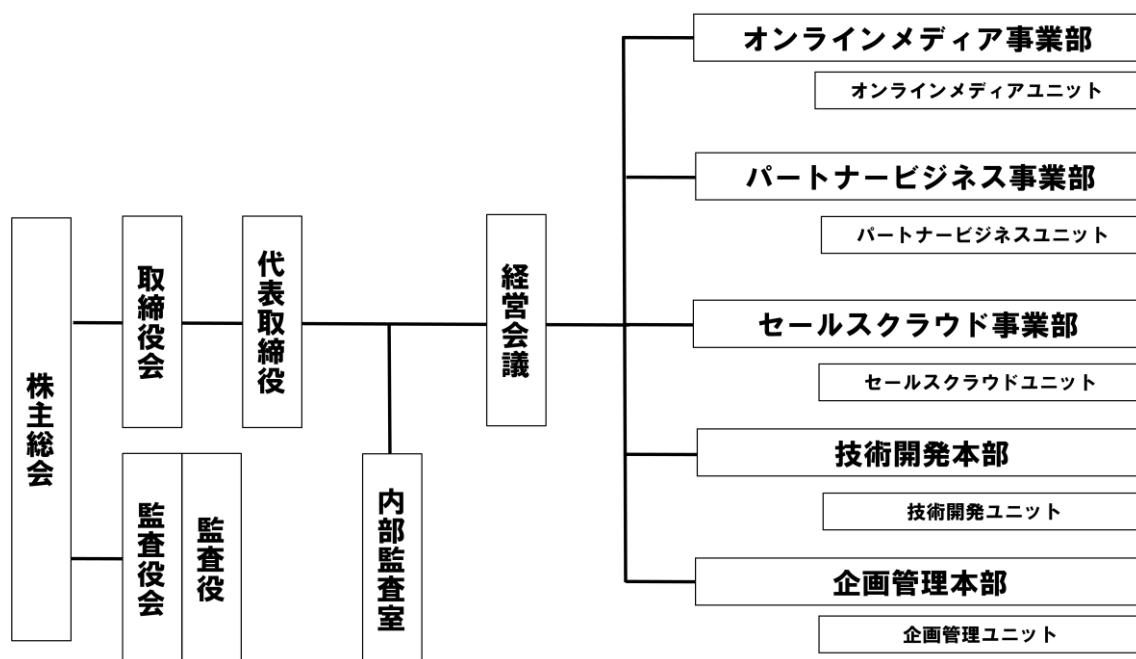 株主総会
取締役会
代表取締役
監査役会
監査役
内部監査室
経営会議
オンラインメディア事業部
オンラインメディアユニット
パートナービジネス事業部
パートナービジネスユニット
セールスクラウド事業部
セールスクラウドユニット
技術開発本部
技術開発ユニット
企画管理本部
企画管理ユニット